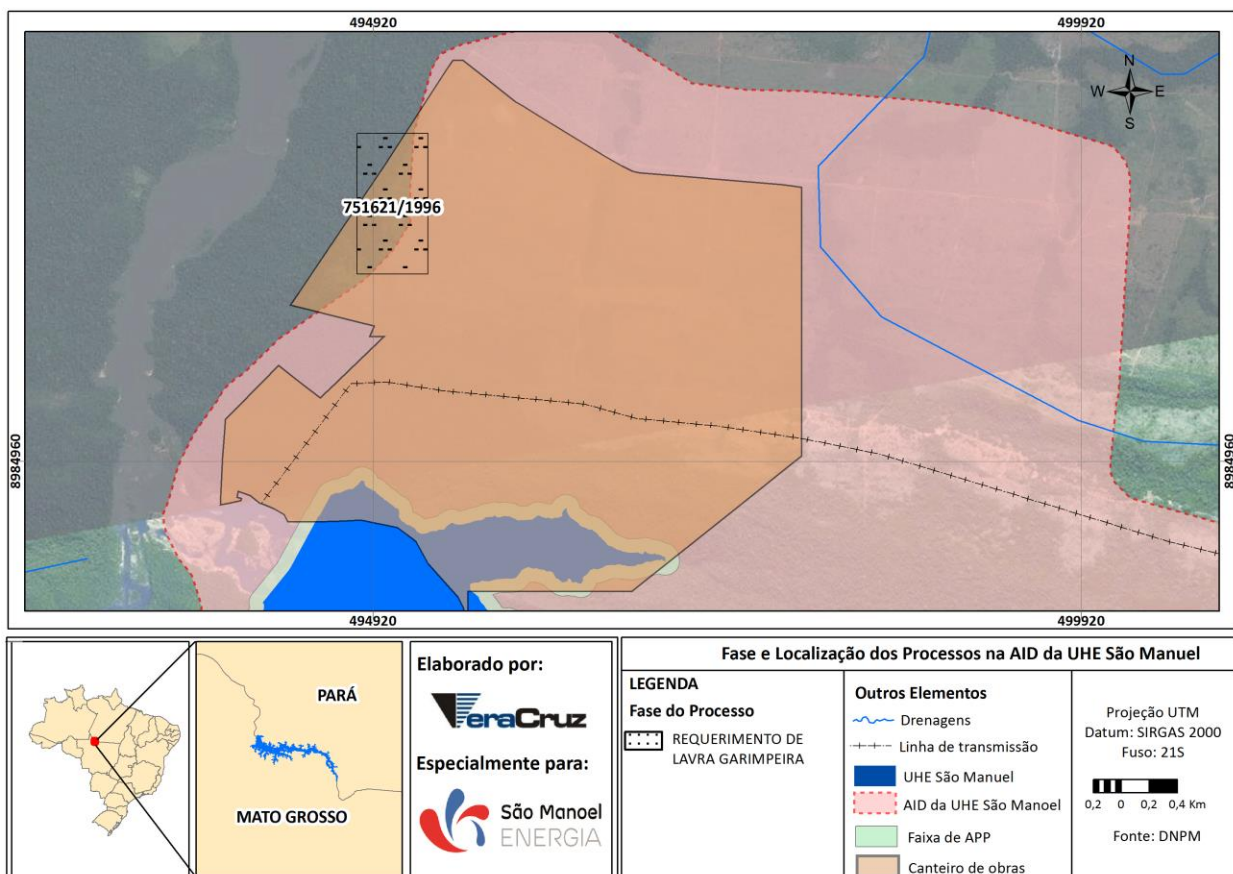 494920
499920
N
W E
S
751621/1996
8984960
8984960
494920
499920
PARÁ
MATO GROSSO
Elaborado por:
VeraCruz
Especialmente para:
São Manoel
ENERGIA
Fase e Localização dos Processos na AID da UHE São Manuel
LEGENDA
Fase do Processo
REQUERIMENTO DE
LAVRA GARIMPEIRA
Outros Elementos
Drenagens
Linha de transmissão
UHE São Manuel
AID da UHE São Manoel
Faixa de APP
Canteiro de obras
Projeção UTM
Datum: SIRGAS 2000
Fuso: 21S
0,2 0 0,2 0,4 Km
Fonte: DNPM